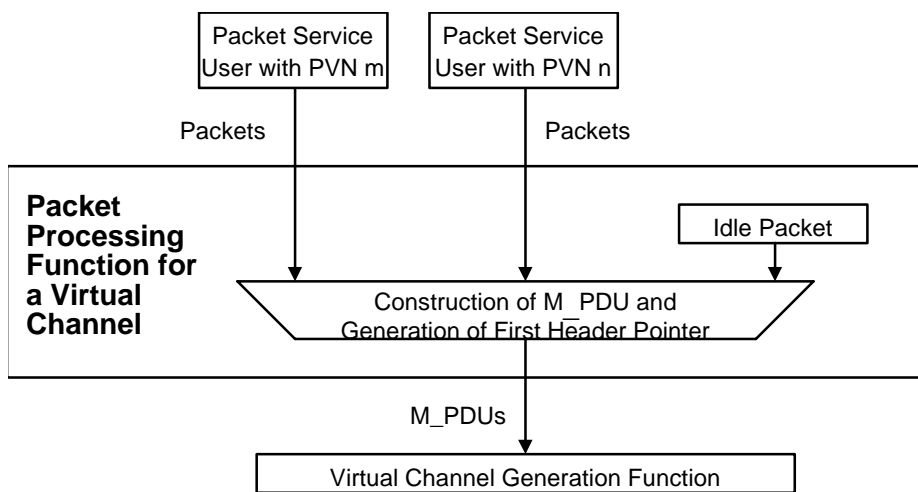 Packet Service
User with PVN m
Packet Service
User with PVN n
Packets
Packets
Packet
Processing
Function for
a Virtual
Channel
Idle Packet
Construction of M_PDU and
Generation of First Header Pointer
M_PDUs
Virtual Channel Generation Function